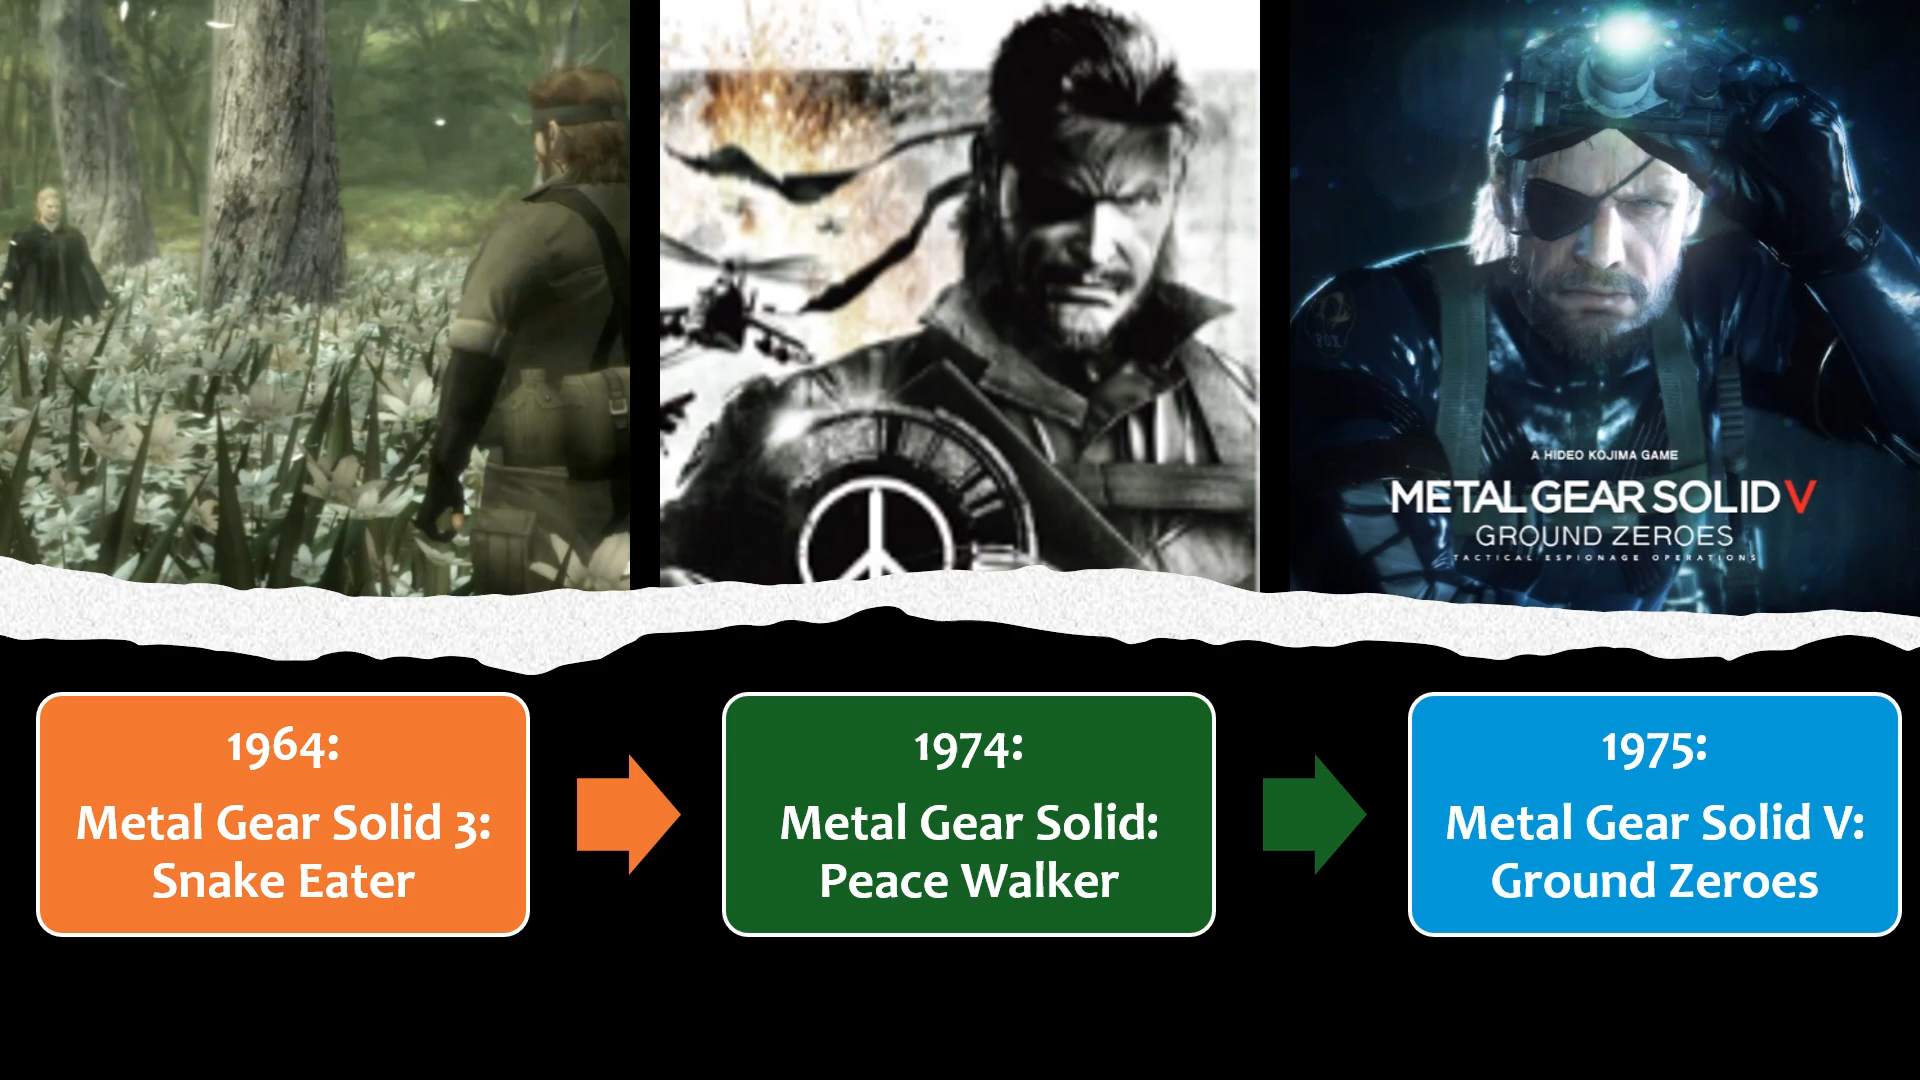 A HIDEO KOJIMA GAME
METAL GEAR SOLID V
GROUND ZEROES
TACTICAL ESPIONAGE OPERATIONS
1964:
Metal Gear Solid 3:
Snake Eater
1974:
Metal Gear Solid:
Peace Walker
1975:
Metal Gear Solid V:
Ground Zeroes